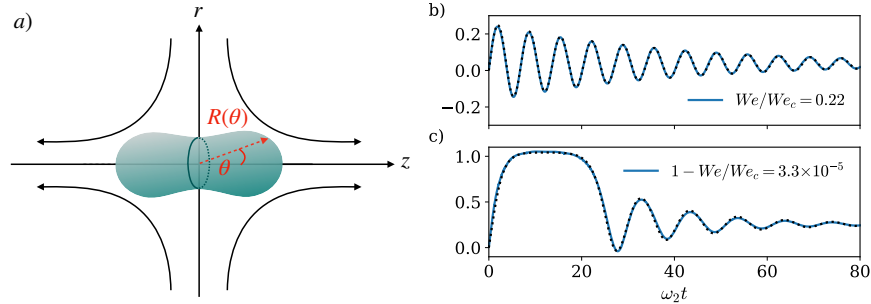 a)
r
R(θ)
θ
z
b)
0.2
0.0
−0.2
We/We_c = 0.22
c)
1.0
0.5
0.0
1 − We/We_c = 3.3×10⁻⁵
0 20 40 60 80
ω₂t